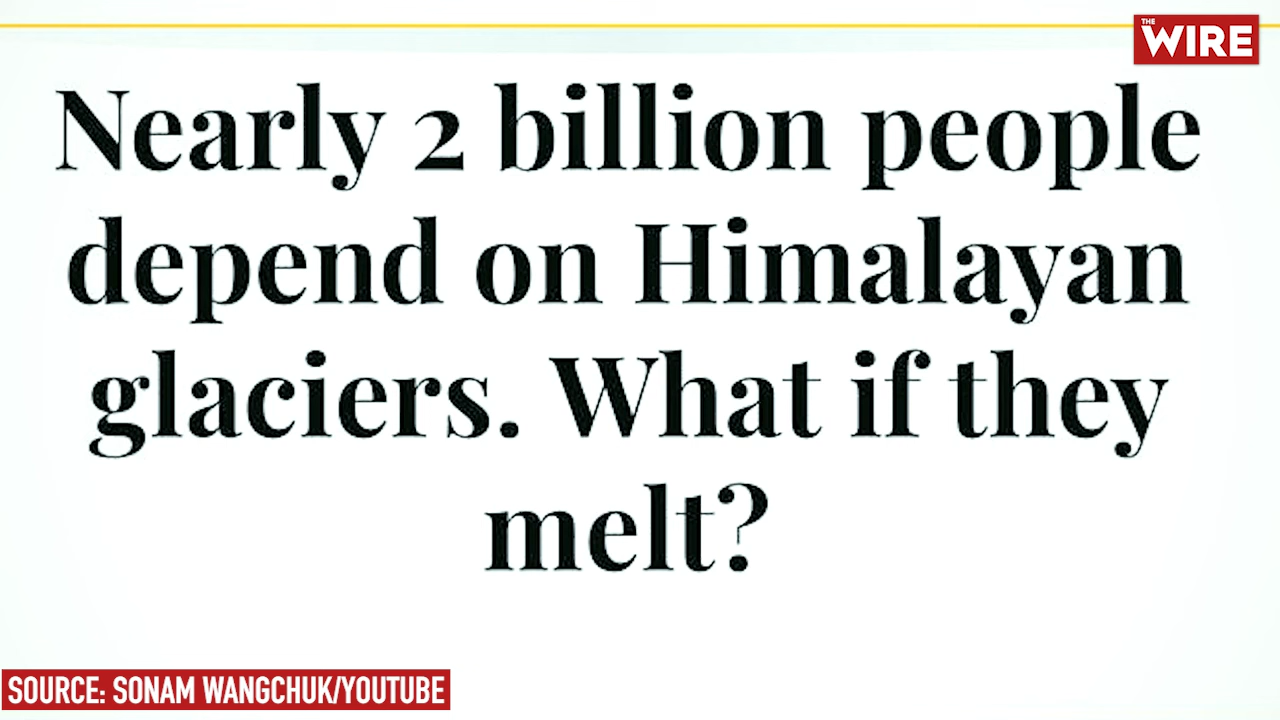 THE
WIRE
Nearly 2 billion people
depend on Himalayan
glaciers. What if they
melt?
SOURCE: SONAM WANGCHUK/YOUTUBE